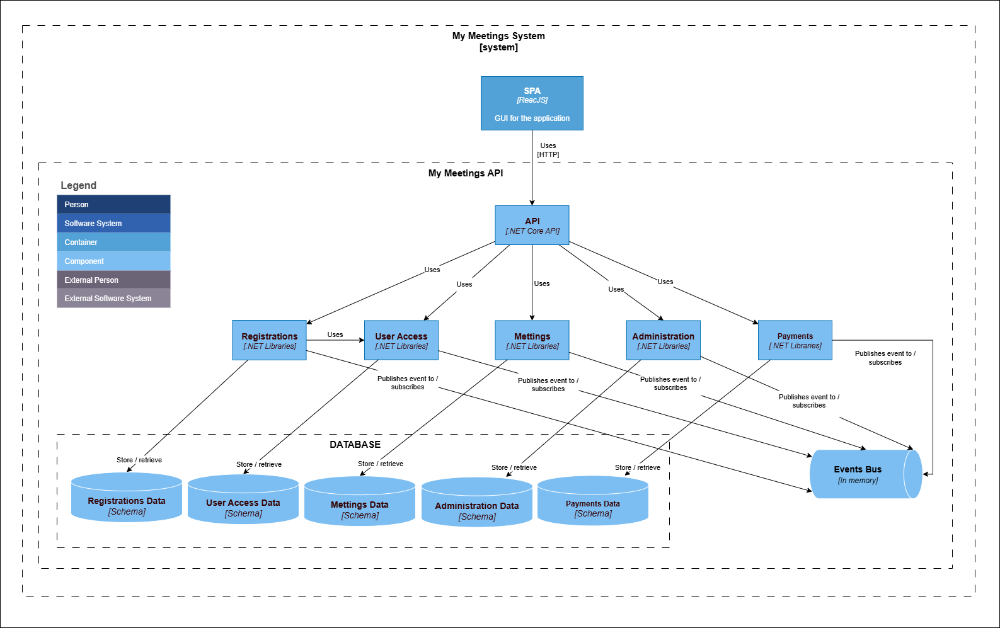 My Meetings System
[system]
SPA
[ReacJS]
GUI for the application
Uses
[HTTP]
My Meetings API
Legend
Person
Software System
Container
Component
External Person
External Software System
API
[.NET Core API]
Uses
Uses
Uses
Uses
Uses
Registrations
[.NET Libraries]
Uses
User Access
[.NET Libraries]
Mettings
[.NET Libraries]
Administration
[.NET Libraries]
Payments
[.NET Libraries]
Publishes event to /
subscribes
Publishes event to /
subscribes
Publishes event to /
subscribes
Publishes event to /
subscribes
Publishes event to /
subscribes
DATABASE
Store / retrieve
Store / retrieve
Store / retrieve
Store / retrieve
Store / retrieve
Registrations Data
[Schema]
User Access Data
[Schema]
Mettings Data
[Schema]
Administration Data
[Schema]
Payments Data
[Schema]
Events Bus
[In memory]